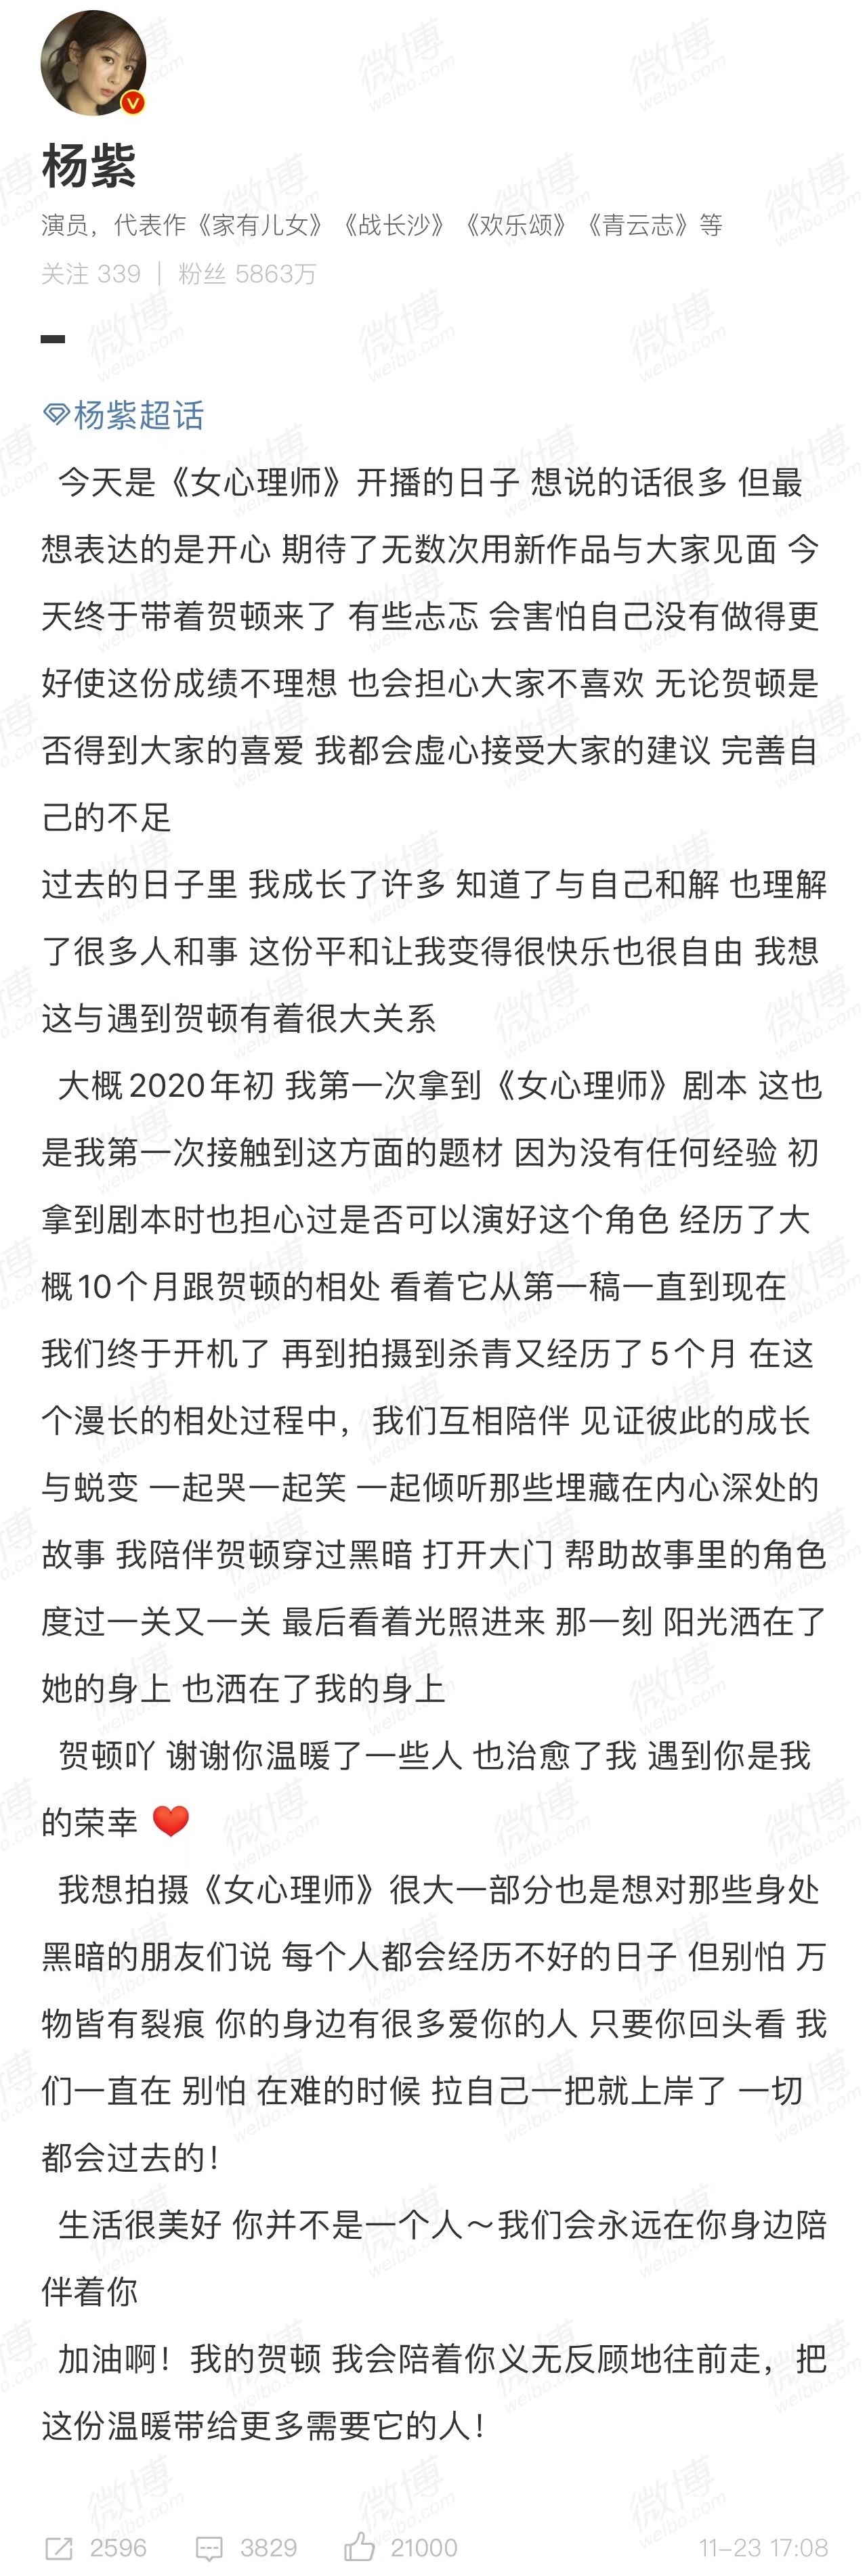 杨紫
演员，代表作《家有儿女》《战长沙》《欢乐颂》《青云志》等
关注 339 | 粉丝 5863万
杨紫超话
今天是《女心理师》开播的日子 想说的话很多 但最
想表达的是开心 期待了无数次用新作品与大家见面 今
天终于带着贺顿来了 有些忐忑 会害怕自己没有做得更
好使这份成绩不理想 也会担心大家不喜欢 无论贺顿是
否得到大家的喜爱 我都会虚心接受大家的建议 完善自
己的不足
过去的日子里 我成长了许多 知道了与自己和解 也理解
了很多人和事 这份平和让我变得很快乐也很自由 我想
这与遇到贺顿有着很大关系
大概2020年初 我第一次拿到《女心理师》剧本 这也
是我第一次接触到这方面的题材 因为没有任何经验 初
拿到剧本时也担心过是否可以演好这个角色 经历了大
概10个月跟贺顿的相处 看着它从第一稿一直到现在
我们终于开机了 再到拍摄到杀青又经历了5个月 在这
个漫长的相处过程中，我们互相陪伴 见证彼此的成长
与蜕变 一起哭一起笑 一起倾听那些埋藏在内心深处的
故事 我陪伴贺顿穿过黑暗 打开大门 帮助故事里的角色
度过一关又一关 最后看着光照进来 那一刻 阳光洒在了
她的身上 也洒在了我的身上
贺顿吖 谢谢你温暖了一些人 也治愈了我 遇到你是我
的荣幸 ❤️
我想拍摄《女心理师》很大一部分也是想对那些身处
黑暗的朋友们说 每个人都会经历不好的日子 但别怕 万
物皆有裂痕 你的身边有很多爱你的人 只要你回头看 我
们一直在 别怕 在难的时候 拉自己一把就上岸了 一切
都会过去的！
生活很美好 你并不是一个人～我们会永远在你身边陪
伴着你
加油啊！我的贺顿 我会陪着你义无反顾地往前走，把
这份温暖带给更多需要它的人！
2596 3829 21000 11-23 17:08
微博
weibo.com